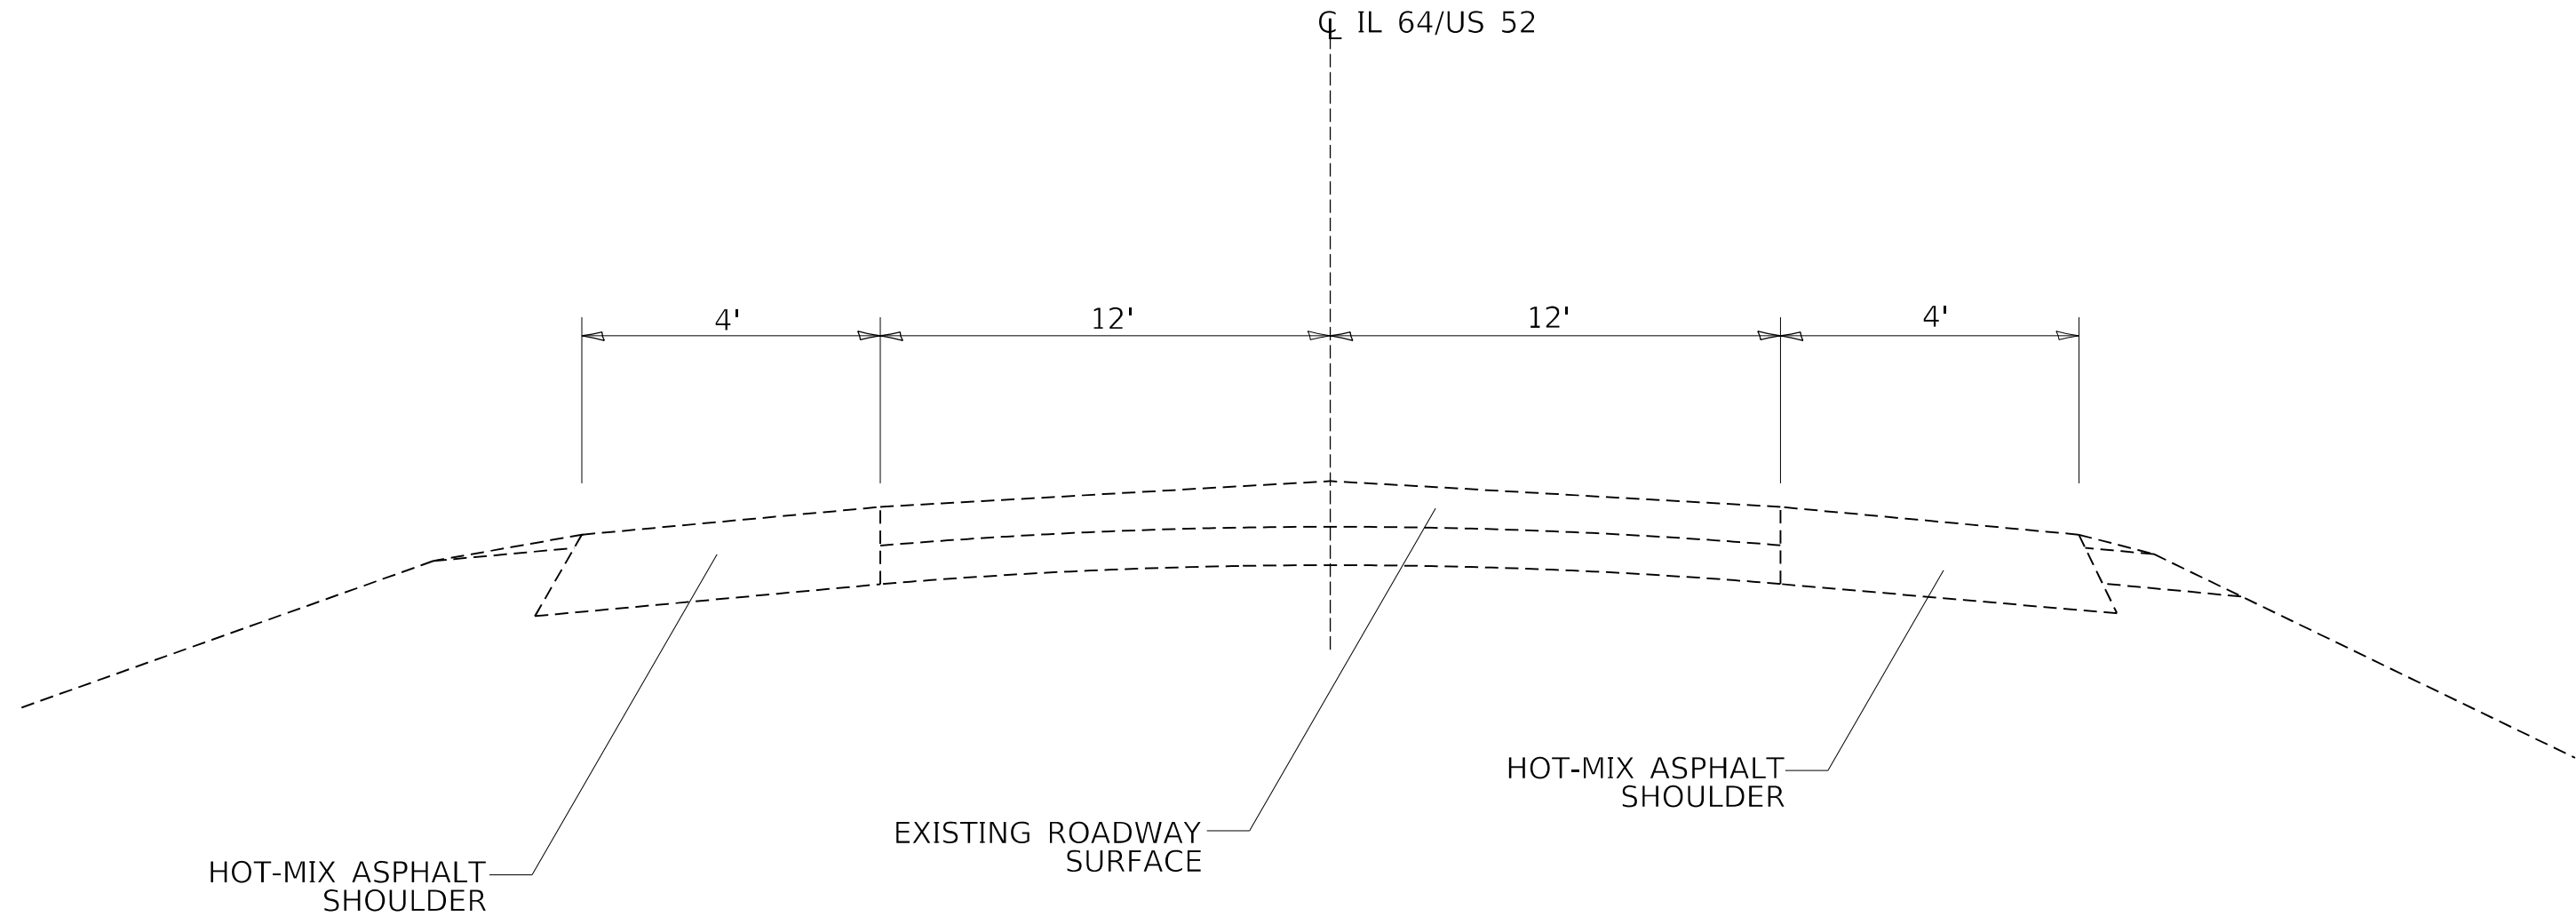 ℄ IL 64/US 52
4'
12'
12'
4'
HOT-MIX ASPHALT
SHOULDER
EXISTING ROADWAY
SURFACE
HOT-MIX ASPHALT
SHOULDER